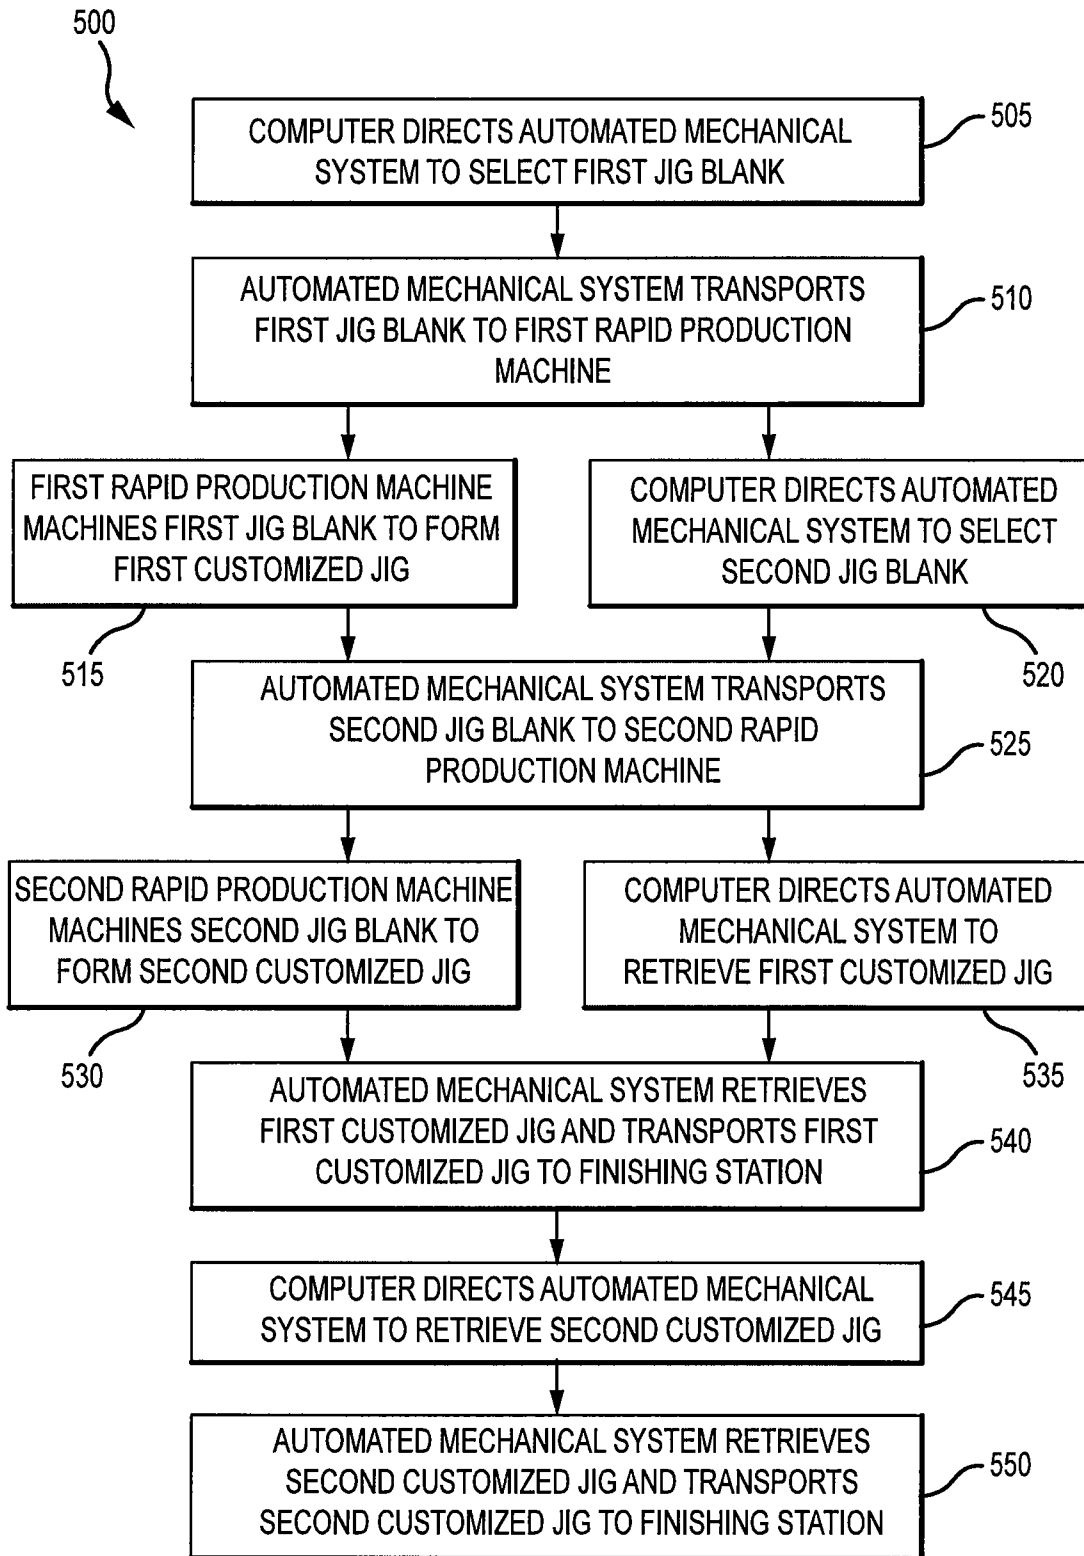 500
COMPUTER DIRECTS AUTOMATED MECHANICAL
SYSTEM TO SELECT FIRST JIG BLANK
505
AUTOMATED MECHANICAL SYSTEM TRANSPORTS
FIRST JIG BLANK TO FIRST RAPID PRODUCTION
MACHINE
510
FIRST RAPID PRODUCTION MACHINE
MACHINES FIRST JIG BLANK TO FORM
FIRST CUSTOMIZED JIG
515
COMPUTER DIRECTS AUTOMATED
MECHANICAL SYSTEM TO SELECT
SECOND JIG BLANK
520
AUTOMATED MECHANICAL SYSTEM TRANSPORTS
SECOND JIG BLANK TO SECOND RAPID
PRODUCTION MACHINE
525
SECOND RAPID PRODUCTION MACHINE
MACHINES SECOND JIG BLANK TO
FORM SECOND CUSTOMIZED JIG
530
COMPUTER DIRECTS AUTOMATED
MECHANICAL SYSTEM TO
RETRIEVE FIRST CUSTOMIZED JIG
535
AUTOMATED MECHANICAL SYSTEM RETRIEVES
FIRST CUSTOMIZED JIG AND TRANSPORTS FIRST
CUSTOMIZED JIG TO FINISHING STATION
540
COMPUTER DIRECTS AUTOMATED MECHANICAL
SYSTEM TO RETRIEVE SECOND CUSTOMIZED JIG
545
AUTOMATED MECHANICAL SYSTEM RETRIEVES
SECOND CUSTOMIZED JIG AND TRANSPORTS
SECOND CUSTOMIZED JIG TO FINISHING STATION
550